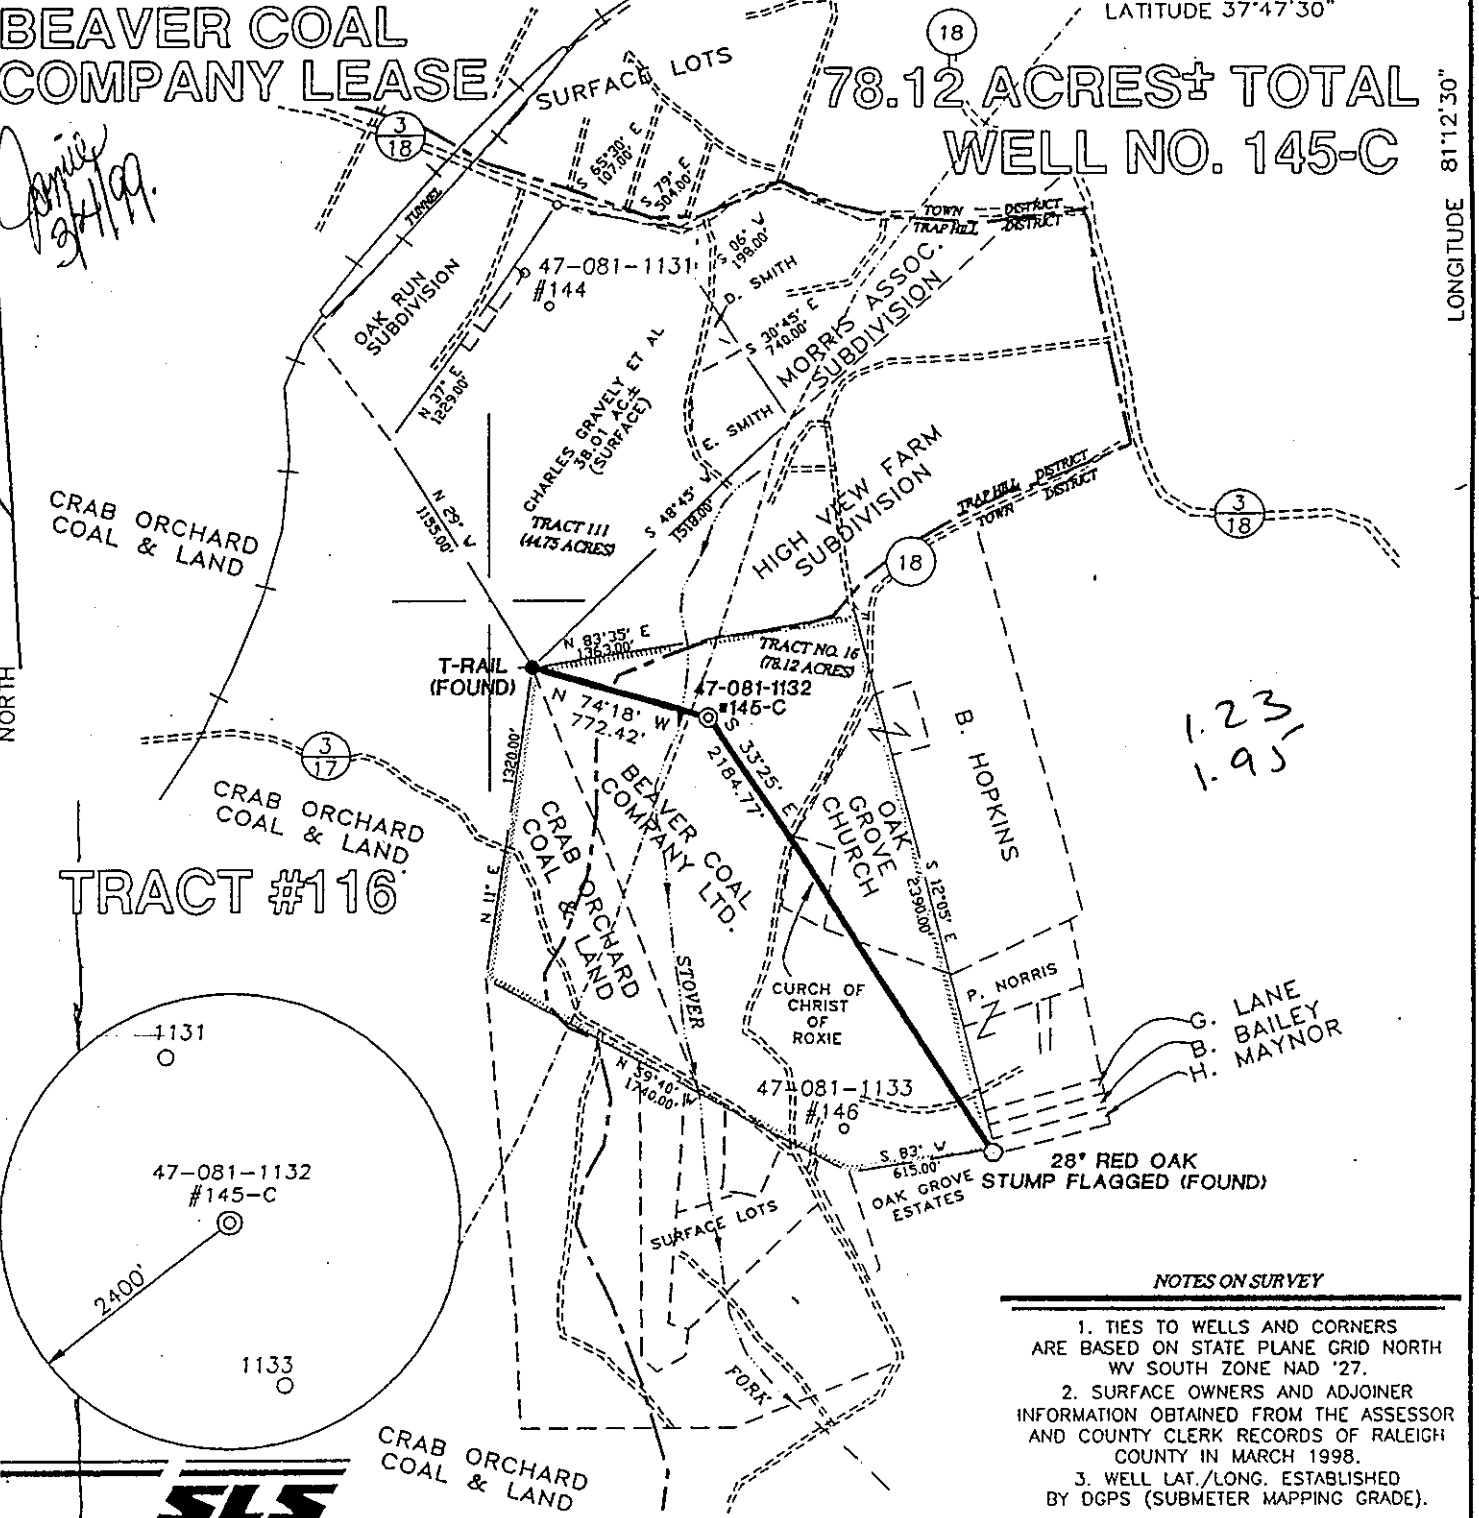 BEAVER COAL
COMPANY LEASE
LATITUDE 37°47'30"
18
78.12 ACRES± TOTAL
WELL NO. 145-C
LONGITUDE 81°12'30"
SURFACE LOTS
3
18
Jamie
3/4/99.
TUNNEL
S 65°30' E
107.00'
S 79° E
504.00'
TOWN DISTRICT
TRAP HILL DISTRICT
S 06° W
198.00'
D. SMITH
47-081-1131
#144
OAK RUN
SUBDIVISION
S 30°45' E
740.00'
MORRIS ASSOC.
SUBDIVISION
N 37° E
1229.00'
CHARLES GRAVELY ET AL
38.01 AC.±
(SURFACE)
E. SMITH
HIGH VIEW FARM
SUBDIVISION
TRAP HILL DISTRICT
TOWN DISTRICT
3
18
CRAB ORCHARD
COAL & LAND
N 29° W
1155.00'
TRACT 111
(44.75 ACRES)
S 48°45' W
1518.00'
18
NORTH
N 83°35' E
1363.00'
TRACT NO. 16
(78.12 ACRES)
T-RAIL
(FOUND)
N 74°18' W
772.42'
47-081-1132
#145-C
S 33°25' E
2184.77'
B. HOPKINS
1.23
1.95
3
17
1320.00'
N 11° E
CRAB ORCHARD
COAL & LAND
BEAVER COAL
COMPANY LTD.
CRAB ORCHARD
COAL & LAND
OAK
GROVE
CHURCH
S 12°05' E
2390.00'
TRACT #116
STOVER
CURCH OF
CHRIST
OF
ROXIE
P. NORRIS
G. LANE
B. BAILEY
H. MAYNOR
1131
N 59°40' W
1740.00'
47-081-1133
#146
S 83° W
615.00'
28" RED OAK
STUMP FLAGGED (FOUND)
OAK GROVE
ESTATES
47-081-1132
#145-C
SURFACE LOTS
2400'
1133
FORK
NOTES ON SURVEY
1. TIES TO WELLS AND CORNERS
ARE BASED ON STATE PLANE GRID NORTH
WV SOUTH ZONE NAD '27.
2. SURFACE OWNERS AND ADJOINER
INFORMATION OBTAINED FROM THE ASSESSOR
AND COUNTY CLERK RECORDS OF RALEIGH
COUNTY IN MARCH 1998.
3. WELL LAT./LONG. ESTABLISHED
BY DGPS (SUBMETER MAPPING GRADE).
CRAB ORCHARD
COAL & LAND
SLS